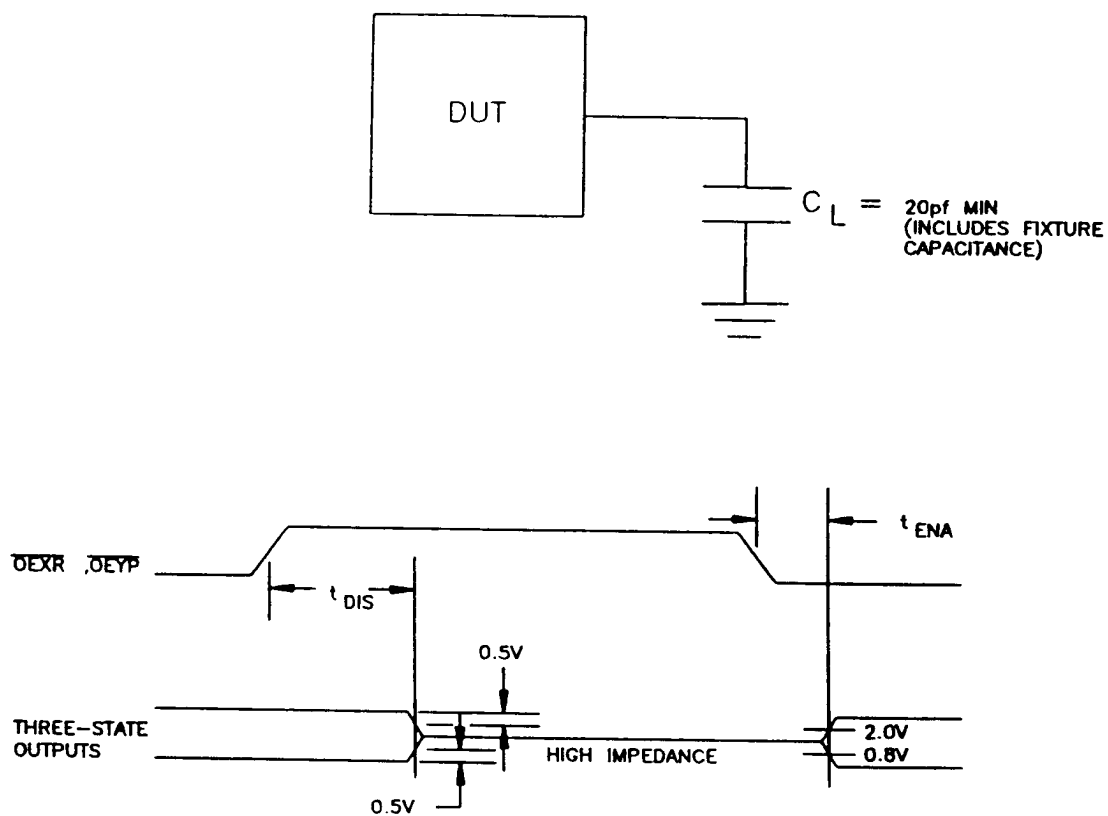 DUT
C L = 20pf MIN
(INCLUDES FIXTURE
CAPACITANCE)
t ENA
OEXR ,OEYP
t DIS
0.5V
THREE-STATE
OUTPUTS
HIGH IMPEDANCE
2.0V
0.8V
0.5V